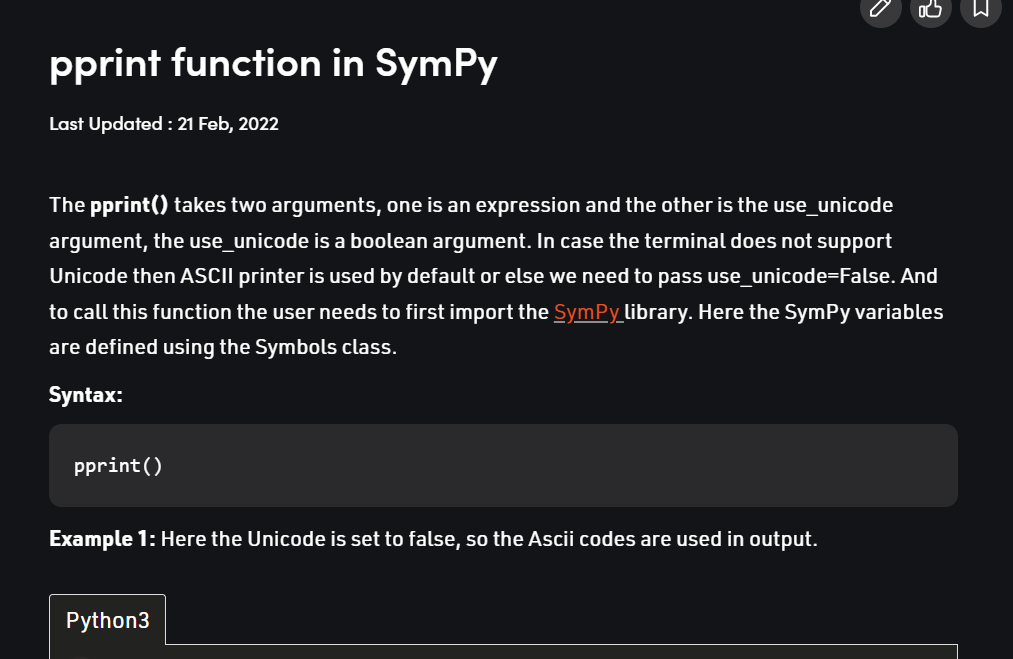 pprint function in SymPy
Last Updated : 21 Feb, 2022
The pprint() takes two arguments, one is an expression and the other is the use_unicode
argument, the use_unicode is a boolean argument. In case the terminal does not support
Unicode then ASCII printer is used by default or else we need to pass use_unicode=False. And
to call this function the user needs to first import the SymPy library. Here the SymPy variables
are defined using the Symbols class.
Syntax:
pprint()
Example 1: Here the Unicode is set to false, so the Ascii codes are used in output.
Python3